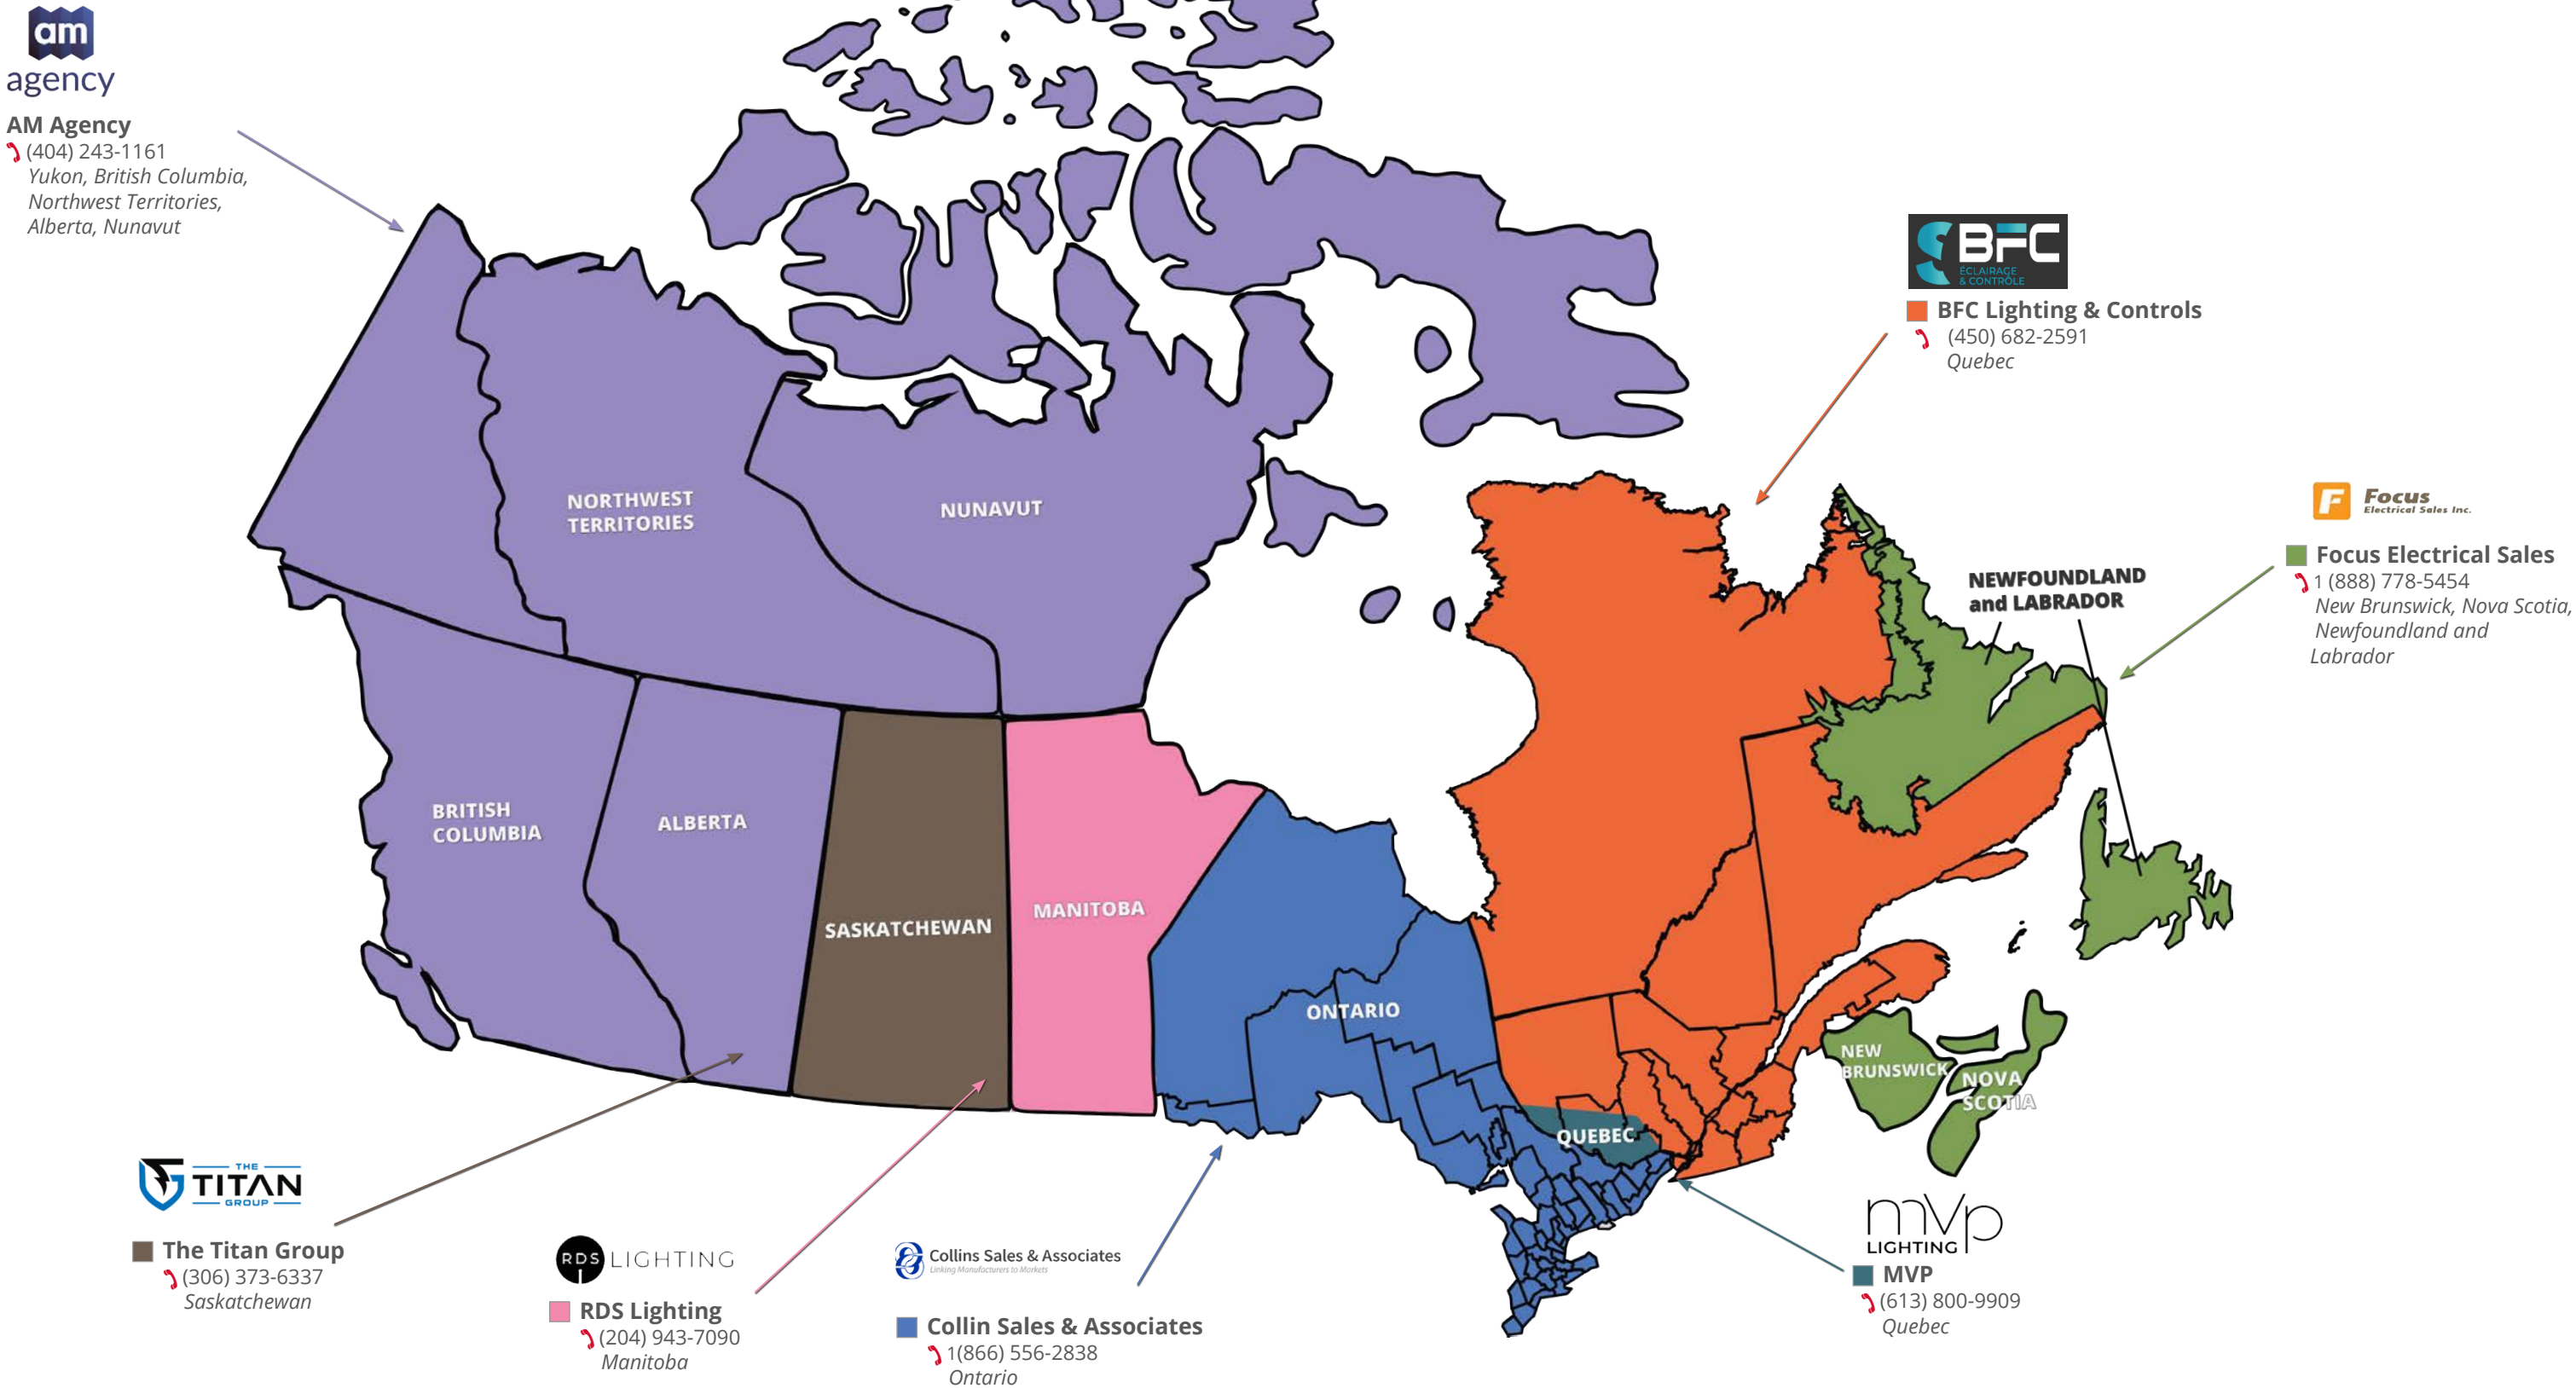 am
agency
AM Agency
(404) 243-1161
Yukon, British Columbia,
Northwest Territories,
Alberta, Nunavut
BFC
ÉCLAIRAGE
& CONTRÔLE
BFC Lighting & Controls
(450) 682-2591
Quebec
F Focus
Electrical Sales Inc.
Focus Electrical Sales
1 (888) 778-5454
New Brunswick, Nova Scotia,
Newfoundland and
Labrador
NORTHWEST
TERRITORIES
NUNAVUT
NEWFOUNDLAND
and LABRADOR
BRITISH
COLUMBIA
ALBERTA
SASKATCHEWAN
MANITOBA
ONTARIO
QUEBEC
NEW
BRUNSWICK
NOVA
SCOTIA
THE
TITAN
GROUP
The Titan Group
(306) 373-6337
Saskatchewan
RDS LIGHTING
RDS Lighting
(204) 943-7090
Manitoba
Collins Sales & Associates
Linking Manufacturers to Markets
Collin Sales & Associates
1(866) 556-2838
Ontario
mvp
LIGHTING
MVP
(613) 800-9909
Quebec